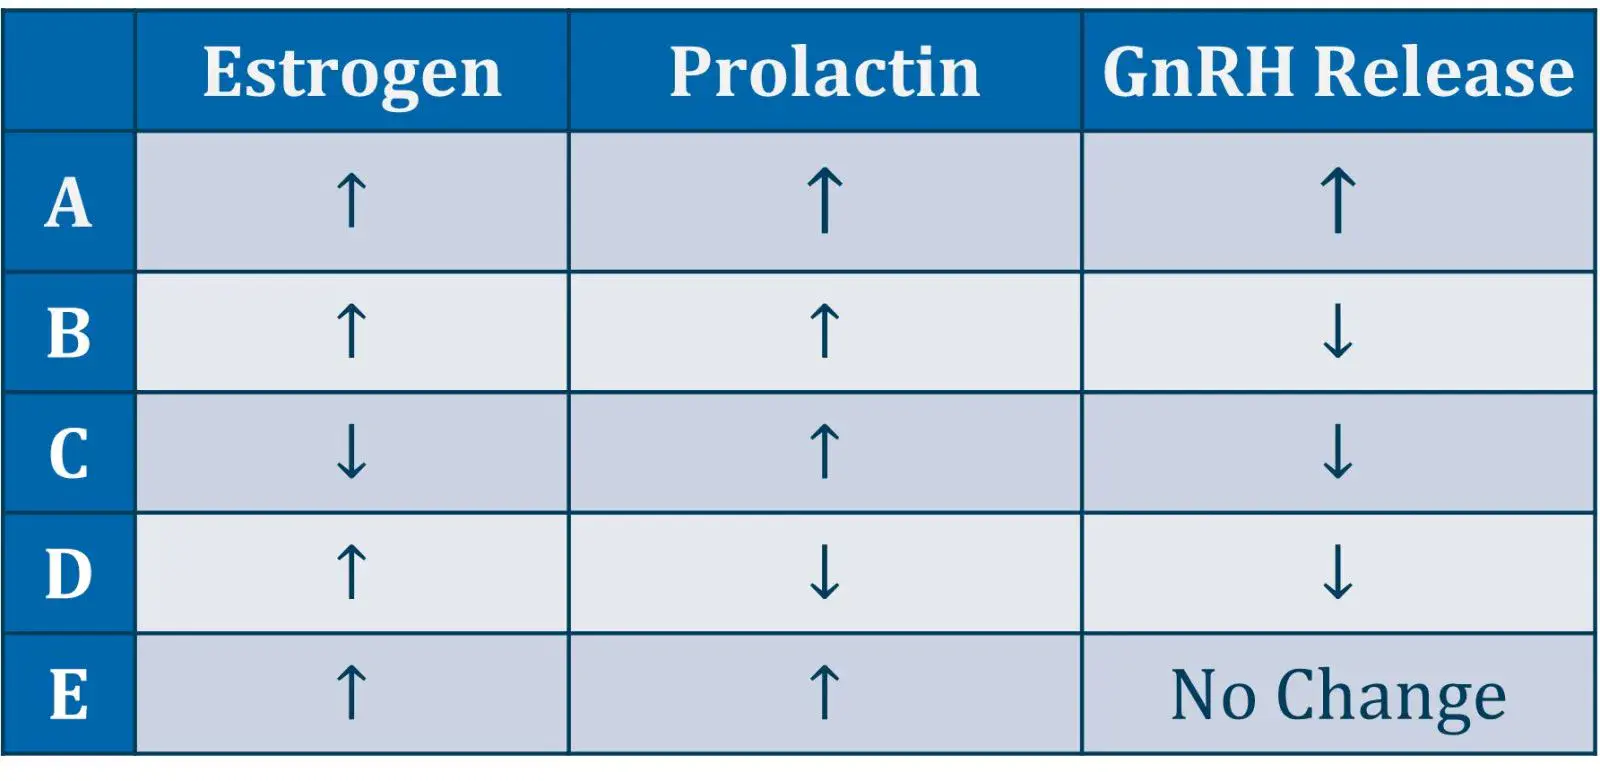 Estrogen Prolactin GnRH Release
A ↑ ↑ ↑
B ↑ ↑ ↓
C ↓ ↑ ↓
D ↑ ↓ ↓
E ↑ ↑ No Change